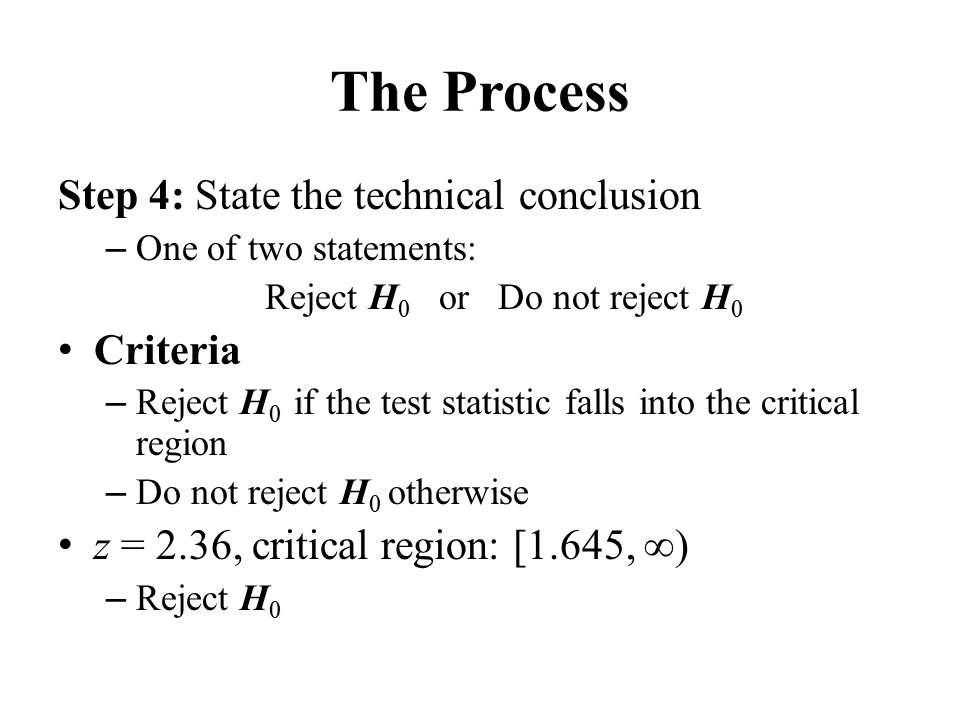 The Process
Step 4: State the technical conclusion
– One of two statements:
Reject H₀ or Do not reject H₀
• Criteria
– Reject H₀ if the test statistic falls into the critical
region
– Do not reject H₀ otherwise
• z = 2.36, critical region: [1.645, ∞)
– Reject H₀